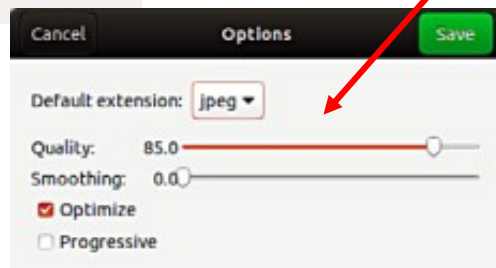 Cancel Options Save
Default extension: jpeg
Quality: 85.0
Smoothing: 0.0
Optimize
Progressive